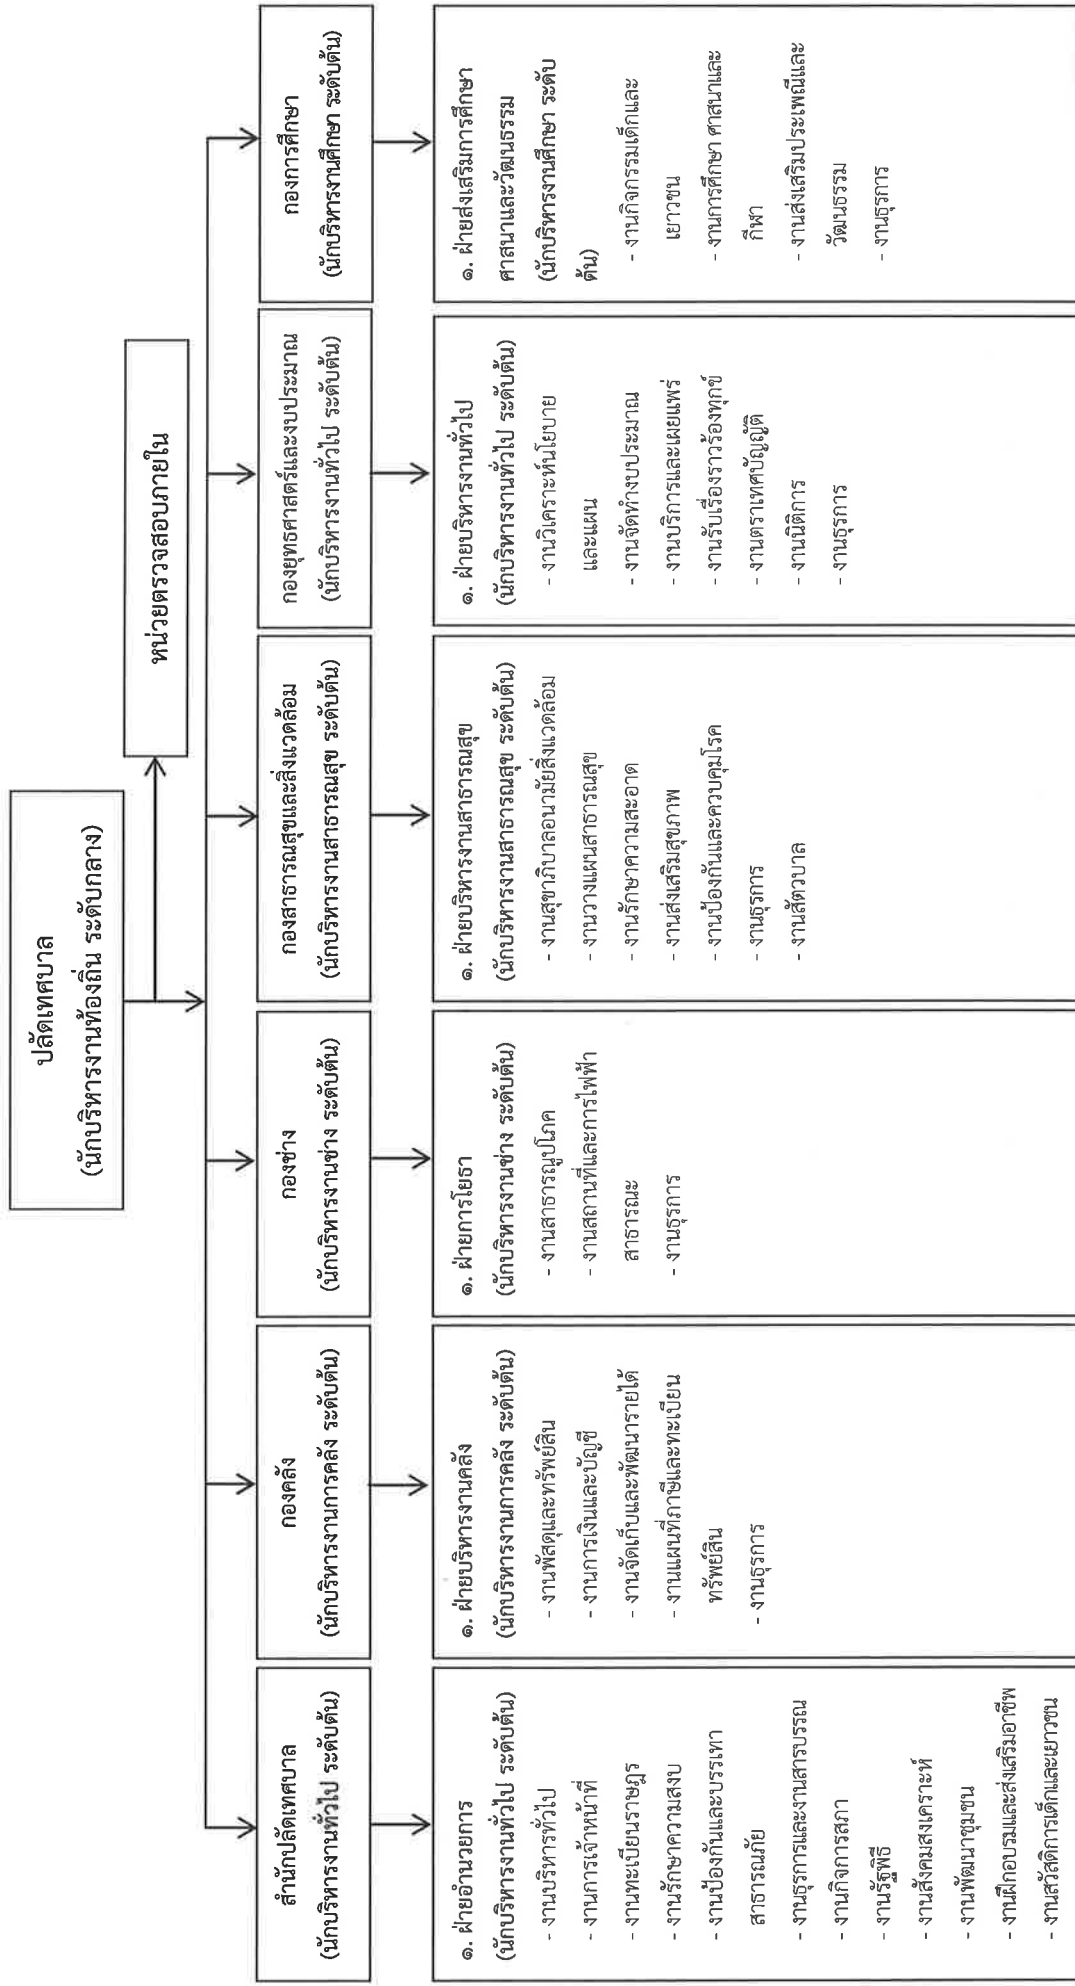 ปลัดเทศบาล
(นักบริหารงานท้องถิ่น ระดับกลาง)
หน่วยตรวจสอบภายใน
สำนักปลัดเทศบาล
(นักบริหารงานทั่วไป ระดับต้น)
กองคลัง
(นักบริหารงานการคลัง ระดับต้น)
กองช่าง
(นักบริหารงานช่าง ระดับต้น)
กองสาธารณสุขและสิ่งแวดล้อม
(นักบริหารงานสาธารณสุข ระดับต้น)
กองยุทธศาสตร์และงบประมาณ
(นักบริหารงานทั่วไป ระดับต้น)
กองการศึกษา
(นักบริหารงานศึกษา ระดับต้น)
๑. ฝ่ายอำนวยการ
(นักบริหารงานทั่วไป ระดับต้น)
- งานบริหารทั่วไป
- งานการเจ้าหน้าที่
- งานทะเบียนราษฎร
- งานรักษาความสงบ
- งานป้องกันและบรรเทา
สาธารณภัย
- งานธุรการและงานสารบรรณ
- งานกิจการสภา
- งานรัฐพิธี
- งานสังคมสงเคราะห์
- งานพัฒนาชุมชน
- งานฝึกอบรมและส่งเสริมอาชีพ
- งานสวัสดิการเด็กและเยาวชน
๑. ฝ่ายบริหารงานคลัง
(นักบริหารงานการคลัง ระดับต้น)
- งานพัสดุและทรัพย์สิน
- งานการเงินและบัญชี
- งานจัดเก็บและพัฒนารายได้
- งานแผนที่ภาษีและทะเบียน
ทรัพย์สิน
- งานธุรการ
๑. ฝ่ายการโยธา
(นักบริหารงานช่าง ระดับต้น)
- งานสาธารณูปโภค
- งานสถานที่และการไฟฟ้า
สาธารณะ
- งานธุรการ
๑. ฝ่ายบริหารงานสาธารณสุข
(นักบริหารงานสาธารณสุข ระดับต้น)
- งานสุขาภิบาลอนามัยสิ่งแวดล้อม
- งานวางแผนสาธารณสุข
- งานรักษาความสะอาด
- งานส่งเสริมสุขภาพ
- งานป้องกันและควบคุมโรค
- งานธุรการ
- งานสัตวบาล
๑. ฝ่ายบริหารงานทั่วไป
(นักบริหารงานทั่วไป ระดับต้น)
- งานวิเคราะห์นโยบาย
และแผน
- งานจัดทำงบประมาณ
- งานบริการและเผยแพร่
- งานรับเรื่องราวร้องทุกข์
- งานตราเทศบัญญัติ
- งานนิติการ
- งานธุรการ
๑. ฝ่ายส่งเสริมการศึกษา
ศาสนาและวัฒนธรรม
(นักบริหารงานศึกษา ระดับ
ต้น)
- งานกิจกรรมเด็กและ
เยาวชน
- งานการศึกษา ศาสนาและ
กีฬา
- งานส่งเสริมประเพณีและ
วัฒนธรรม
- งานธุรการ